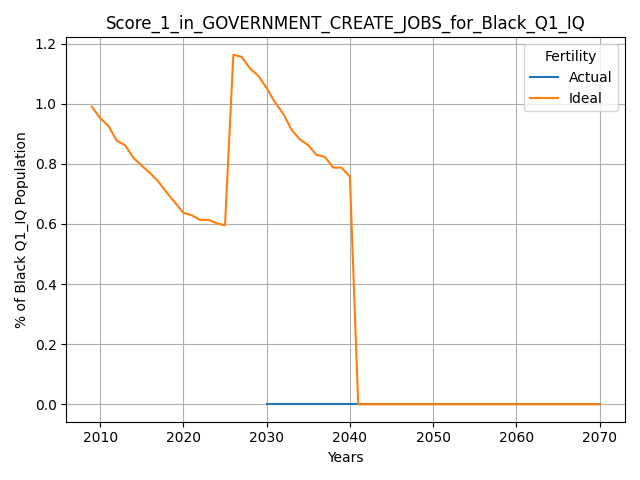 Score_1_in_GOVERNMENT_CREATE_JOBS_for_Black_Q1_IQ
Fertility
Actual
Ideal
% of Black Q1_IQ Population
1.2
1.0
0.8
0.6
0.4
0.2
0.0
2010 2020 2030 2040 2050 2060 2070
Years